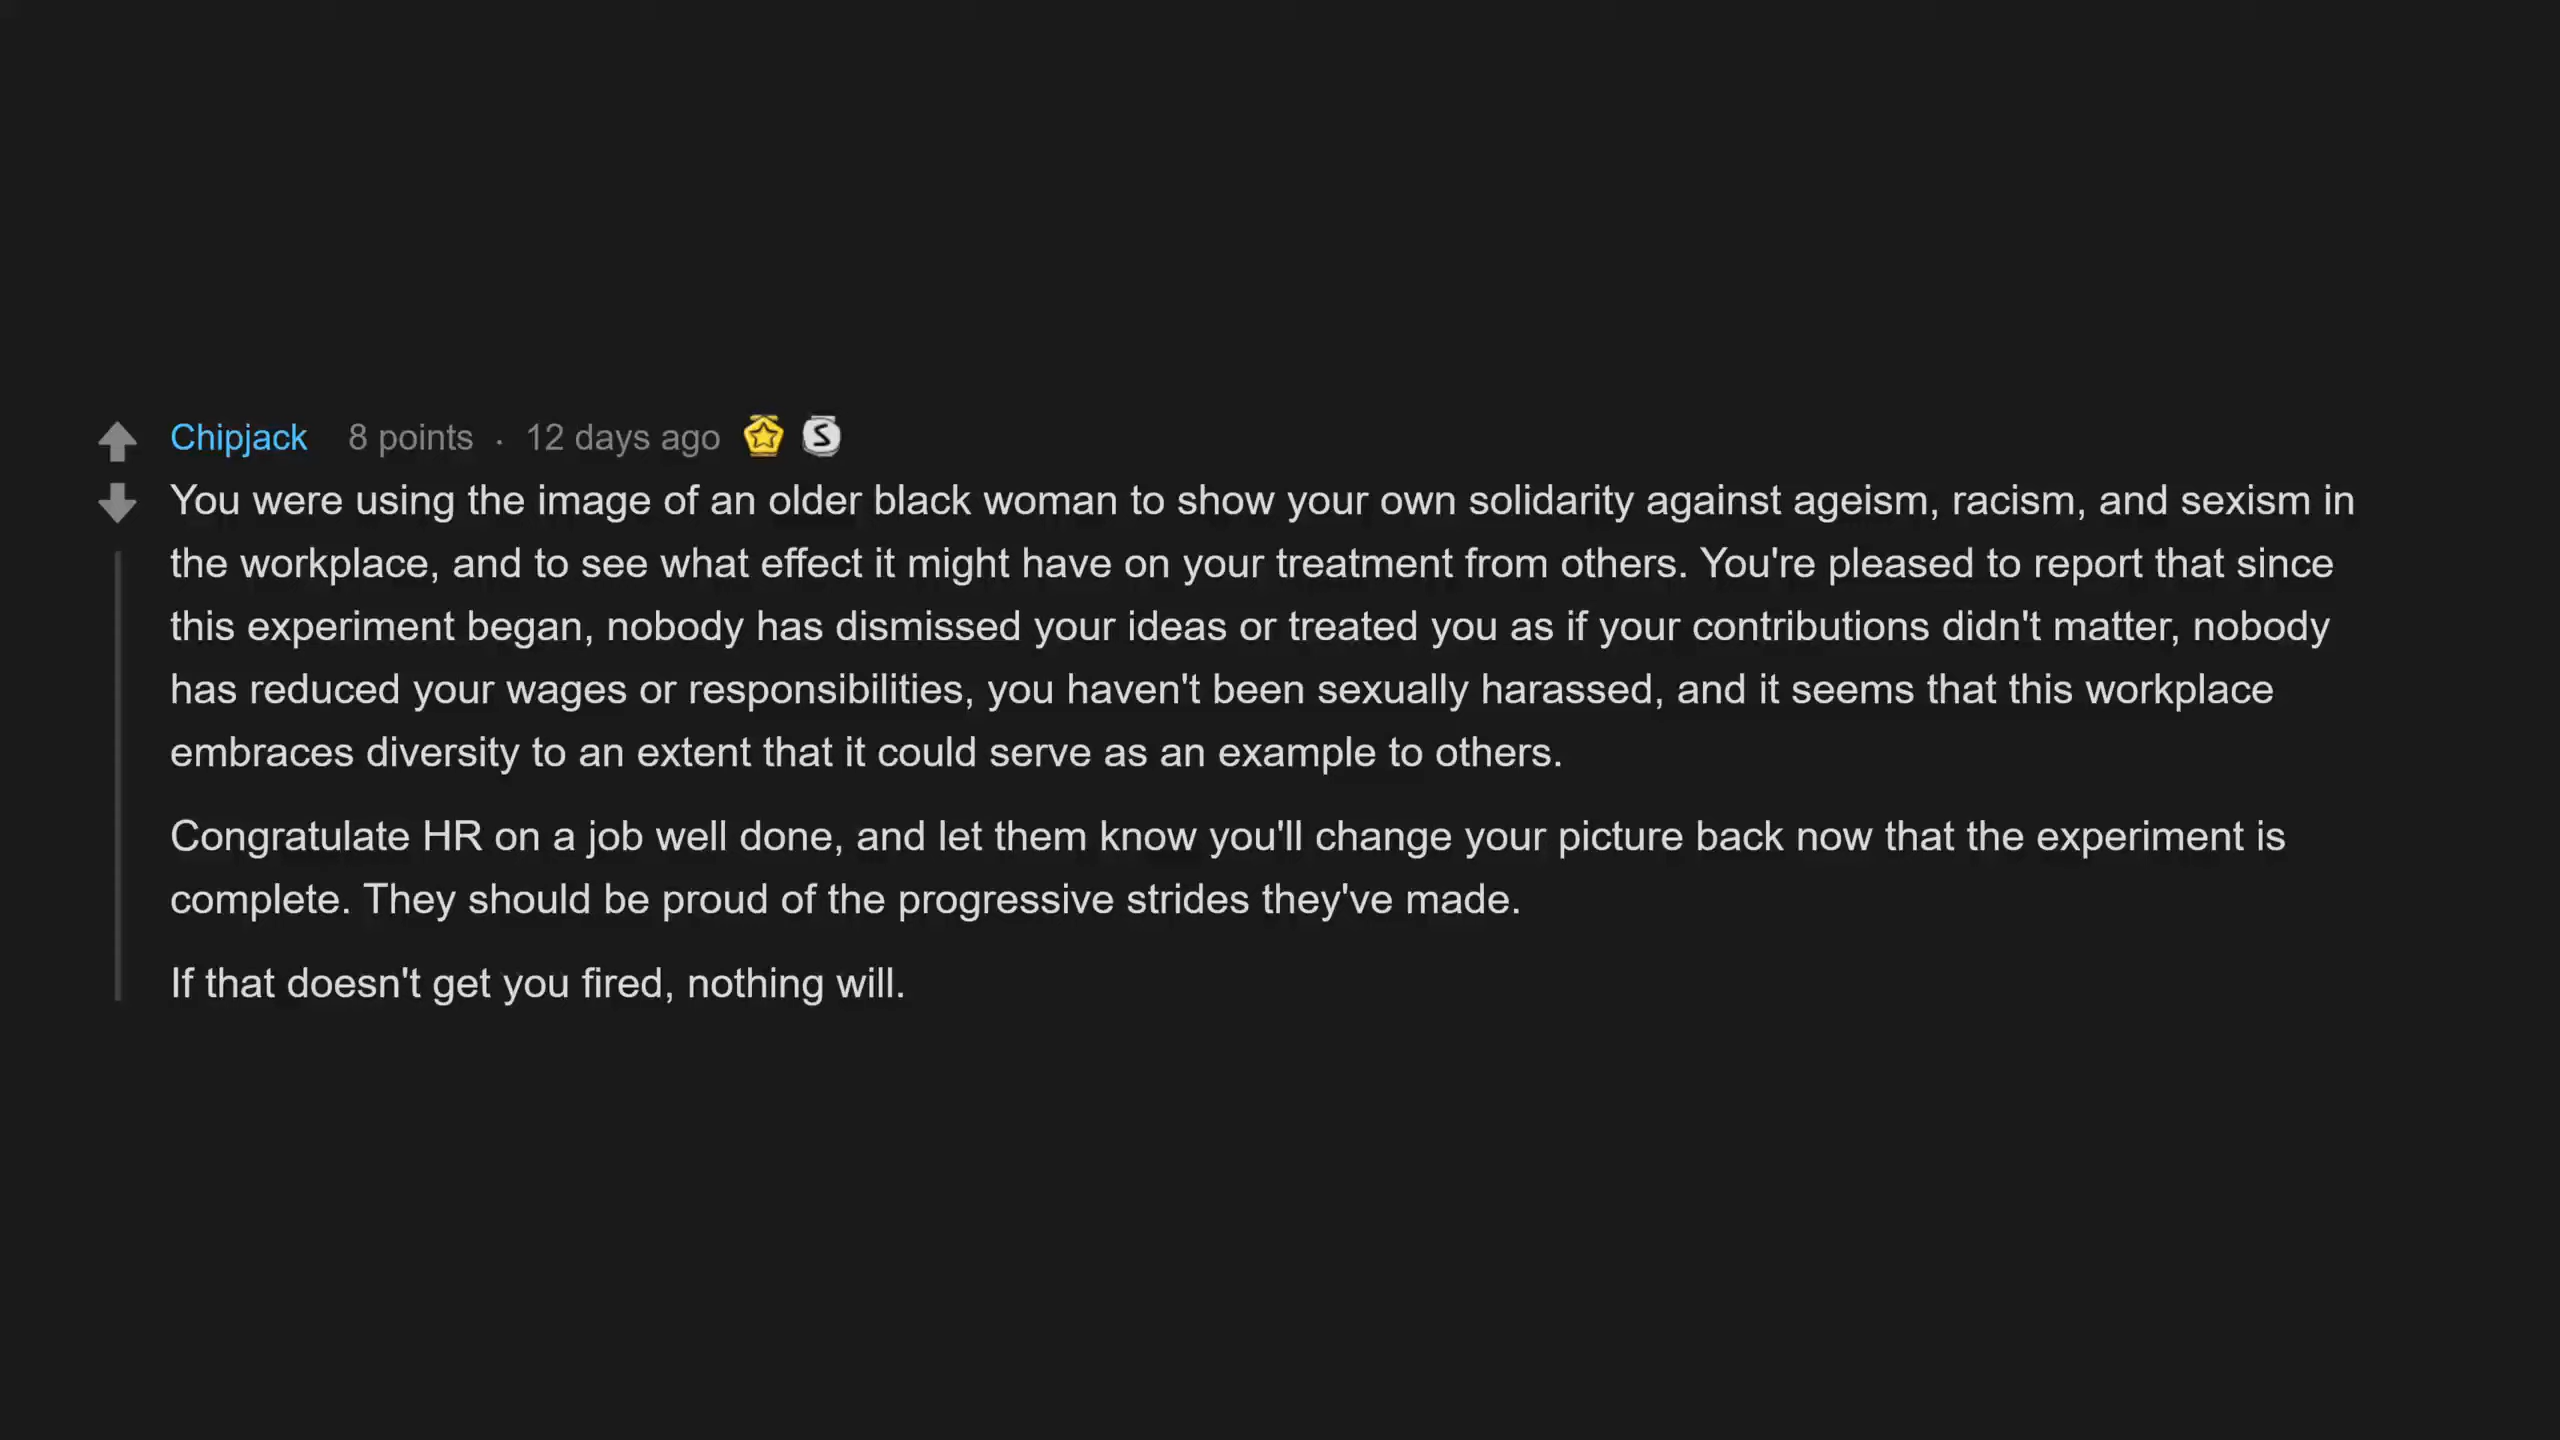 Chipjack 8 points · 12 days ago
You were using the image of an older black woman to show your own solidarity against ageism, racism, and sexism in
the workplace, and to see what effect it might have on your treatment from others. You're pleased to report that since
this experiment began, nobody has dismissed your ideas or treated you as if your contributions didn't matter, nobody
has reduced your wages or responsibilities, you haven't been sexually harassed, and it seems that this workplace
embraces diversity to an extent that it could serve as an example to others.
Congratulate HR on a job well done, and let them know you'll change your picture back now that the experiment is
complete. They should be proud of the progressive strides they've made.
If that doesn't get you fired, nothing will.